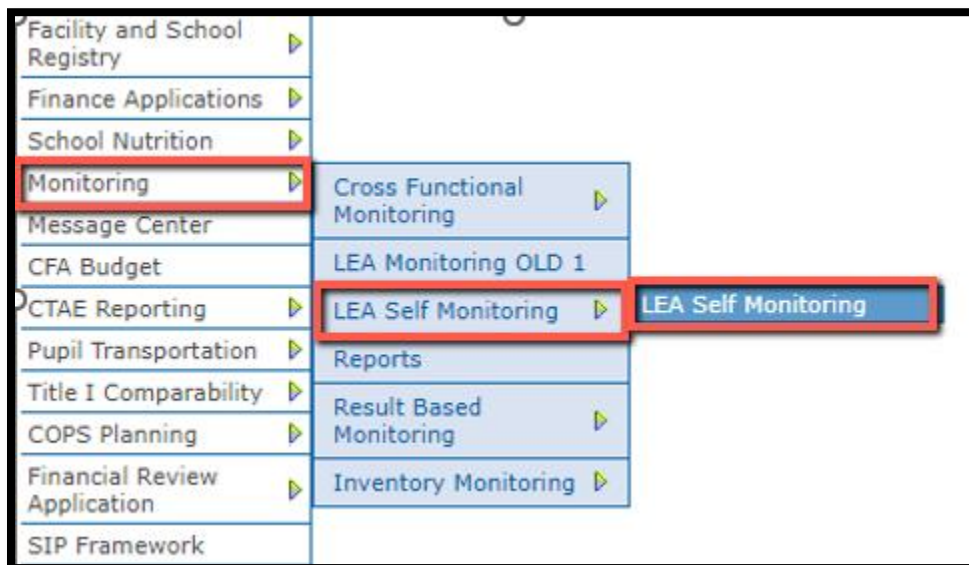 Facility and School
Registry
Finance Applications
School Nutrition
Monitoring
Message Center
CFA Budget
CTAE Reporting
Pupil Transportation
Title I Comparability
COPS Planning
Financial Review
Application
SIP Framework
Cross Functional
Monitoring
LEA Monitoring OLD 1
LEA Self Monitoring
Reports
Result Based
Monitoring
Inventory Monitoring
LEA Self Monitoring